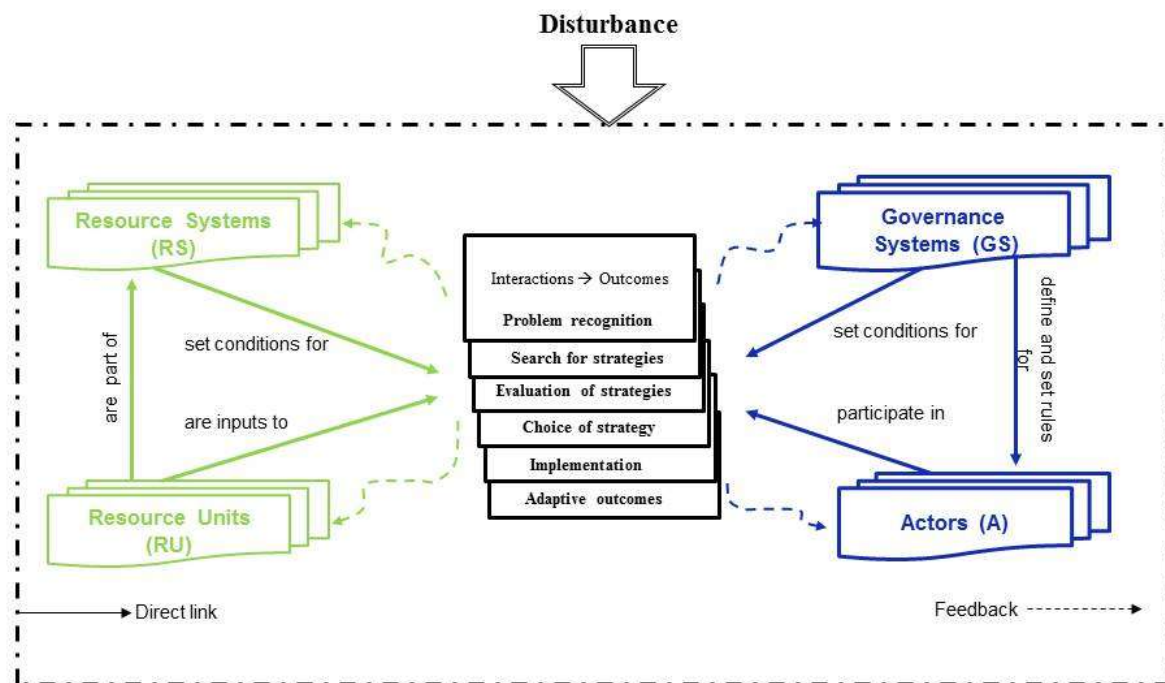 Disturbance
Resource Systems
(RS)
Governance
Systems (GS)
Interactions → Outcomes
Problem recognition
Search for strategies
Evaluation of strategies
Choice of strategy
Implementation
Adaptive outcomes
set conditions for
are part of
are inputs to
set conditions for
define and set rules
for
participate in
Resource Units
(RU)
Actors (A)
Direct link
Feedback